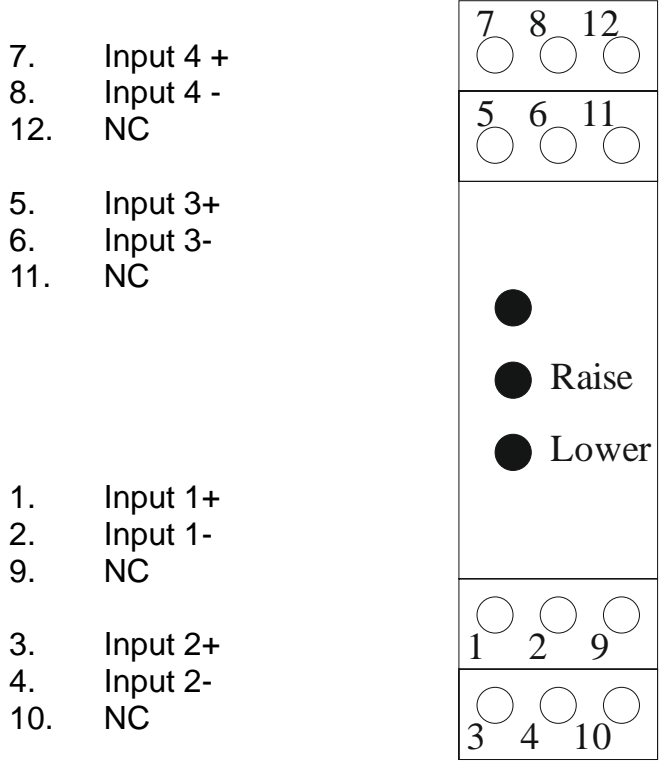 7. Input 4 +
8. Input 4 -
12. NC
5. Input 3+
6. Input 3-
11. NC
1. Input 1+
2. Input 1-
9. NC
3. Input 2+
4. Input 2-
10. NC
7 8 12
5 6 11
Raise
Lower
1 2 9
3 4 10